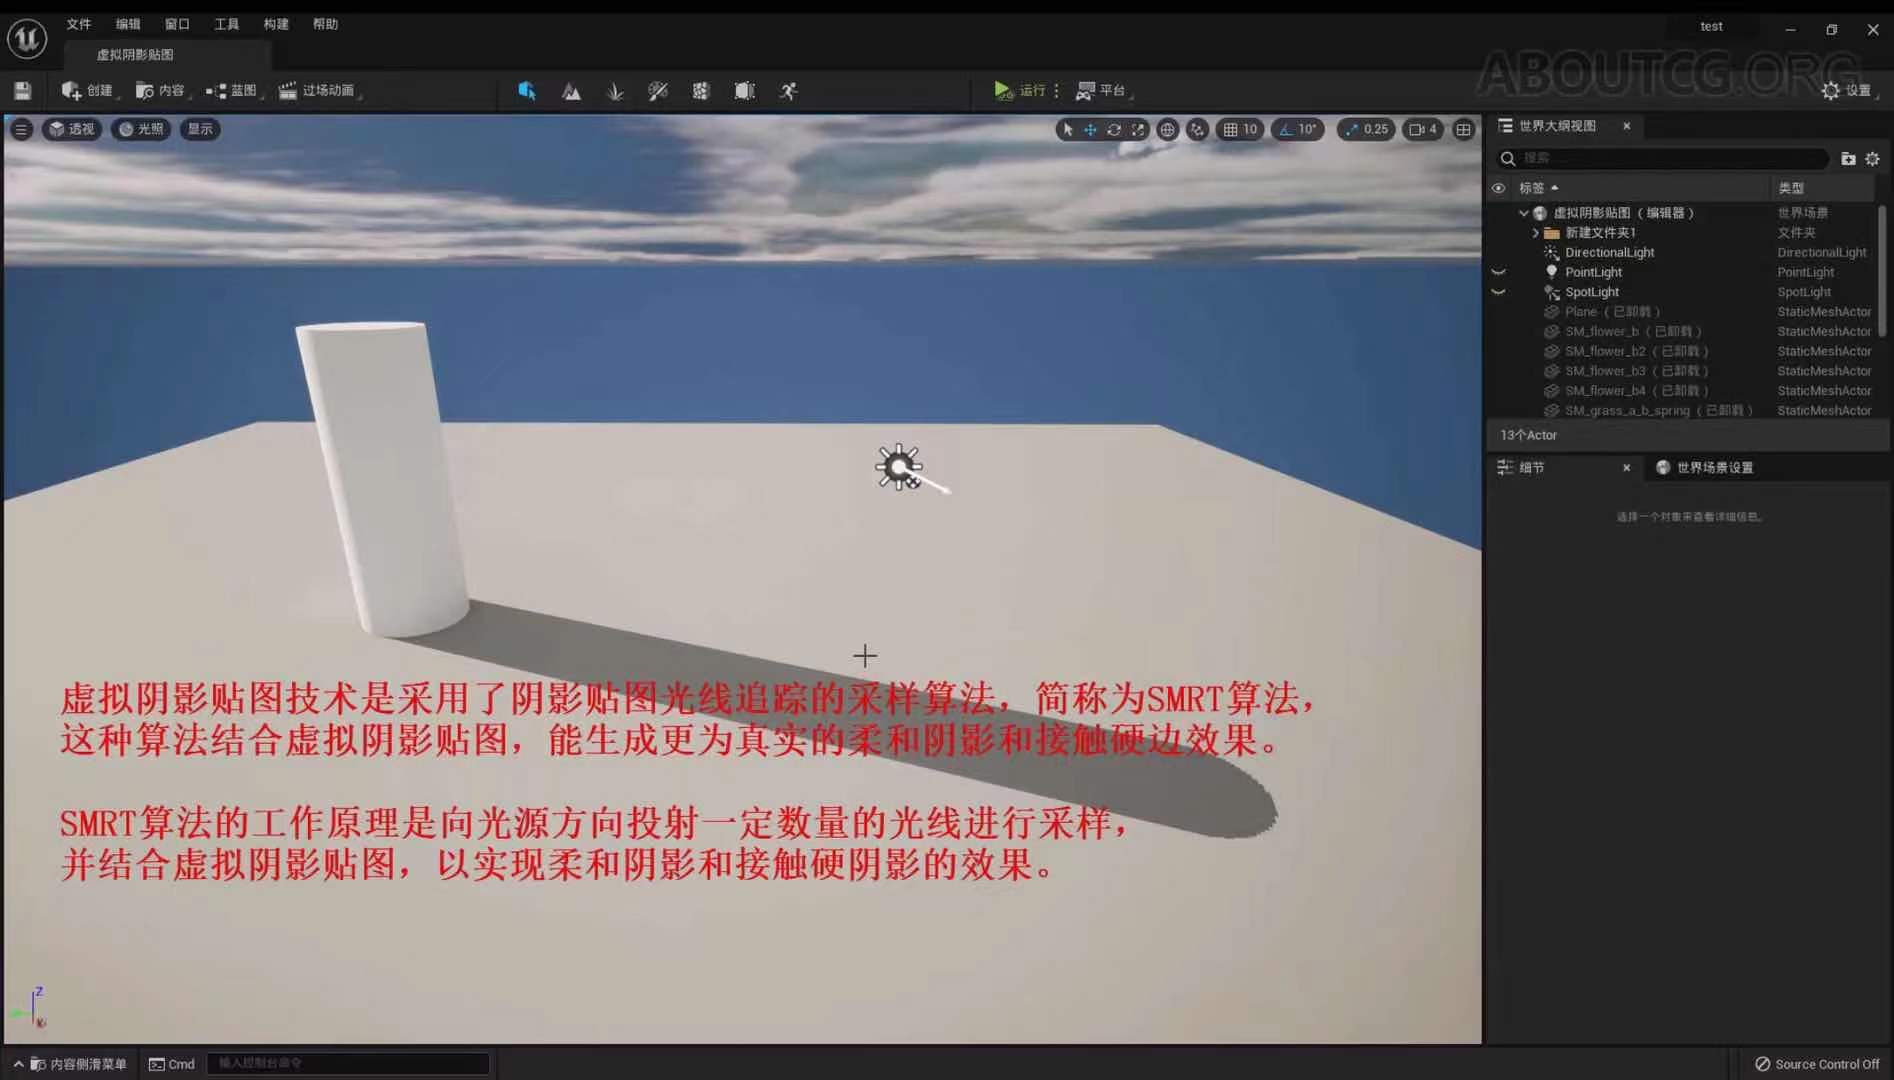 文件 编辑 窗口 工具 构建 帮助
test
虚拟阴影贴图
ABOUTCG.ORG
创建 内容 蓝图 过场动画 运行 平台 设置
透视 光照 显示 10 10° 0.25 4
世界大纲视图
搜索
标签 类型
虚拟阴影贴图（编辑器） 世界场景
新建文件夹1 文件夹
DirectionalLight DirectionalLight
PointLight PointLight
SpotLight SpotLight
Plane（已卸载） StaticMeshActor
SM_flower_b（已卸载） StaticMeshActor
SM_flower_b2（已卸载） StaticMeshActor
SM_flower_b3（已卸载） StaticMeshActor
SM_flower_b4（已卸载） StaticMeshActor
SM_grass_a_b_spring（已卸载） StaticMeshActor
13个Actor
细节 世界场景设置
选择一个对象来查看详细信息。
虚拟阴影贴图技术是采用了阴影贴图光线追踪的采样算法，简称为SMRT算法，
这种算法结合虚拟阴影贴图，能生成更为真实的柔和阴影和接触硬边效果。
SMRT算法的工作原理是向光源方向投射一定数量的光线进行采样，
并结合虚拟阴影贴图，以实现柔和阴影和接触硬阴影的效果。
Z
内容侧滑菜单 Cmd 输入控制台命令 Source Control Off